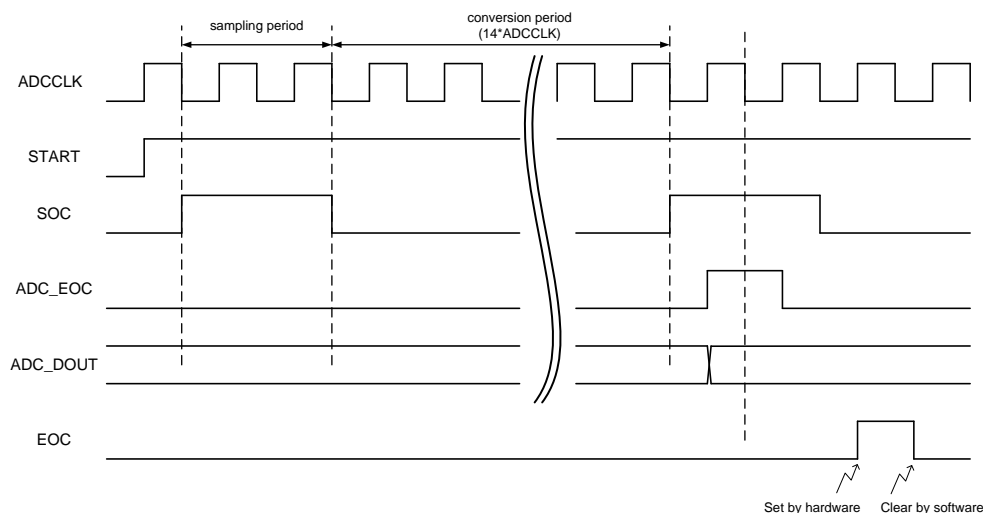 sampling period
conversion period
(14*ADCCLK)
ADCCLK
START
SOC
ADC_EOC
ADC_DOUT
EOC
Set by hardware
Clear by software